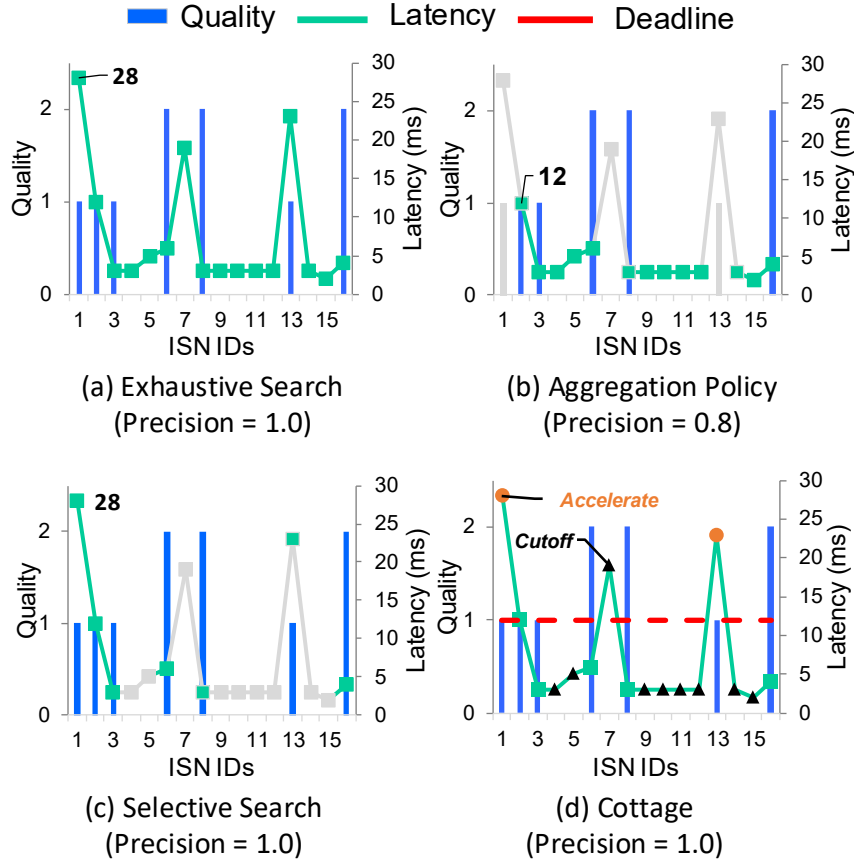 Quality Latency Deadline
28
Quality
2
1
0
30
25
20
15
10
5
0
Latency (ms)
1 3 5 7 9 11 13 15
ISN IDs
(a) Exhaustive Search
(Precision = 1.0)
12
Quality
2
1
0
30
25
20
15
10
5
0
Latency (ms)
1 3 5 7 9 11 13 15
ISN IDs
(b) Aggregation Policy
(Precision = 0.8)
28
Quality
2
1
0
30
25
20
15
10
5
0
Latency (ms)
1 3 5 7 9 11 13 15
ISN IDs
(c) Selective Search
(Precision = 1.0)
Accelerate
Cutoff
Quality
2
1
0
30
25
20
15
10
5
0
Latency (ms)
1 3 5 7 9 11 13 15
ISN IDs
(d) Cottage
(Precision = 1.0)